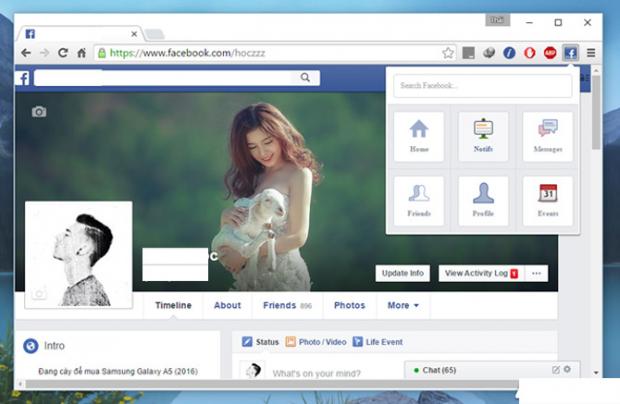 Thái
https://www.facebook.com/hoczzz
ABP
Search Facebook...
Home
Notifs
Messages
31
Friends
Profile
Events
Update Info
View Activity Log
Timeline
About
Friends 896
Photos
More
Intro
Status
Photo / Video
Life Event
Đang cày để mua Samsung Galaxy A5 (2016)
What's on your mind?
Chat (65)